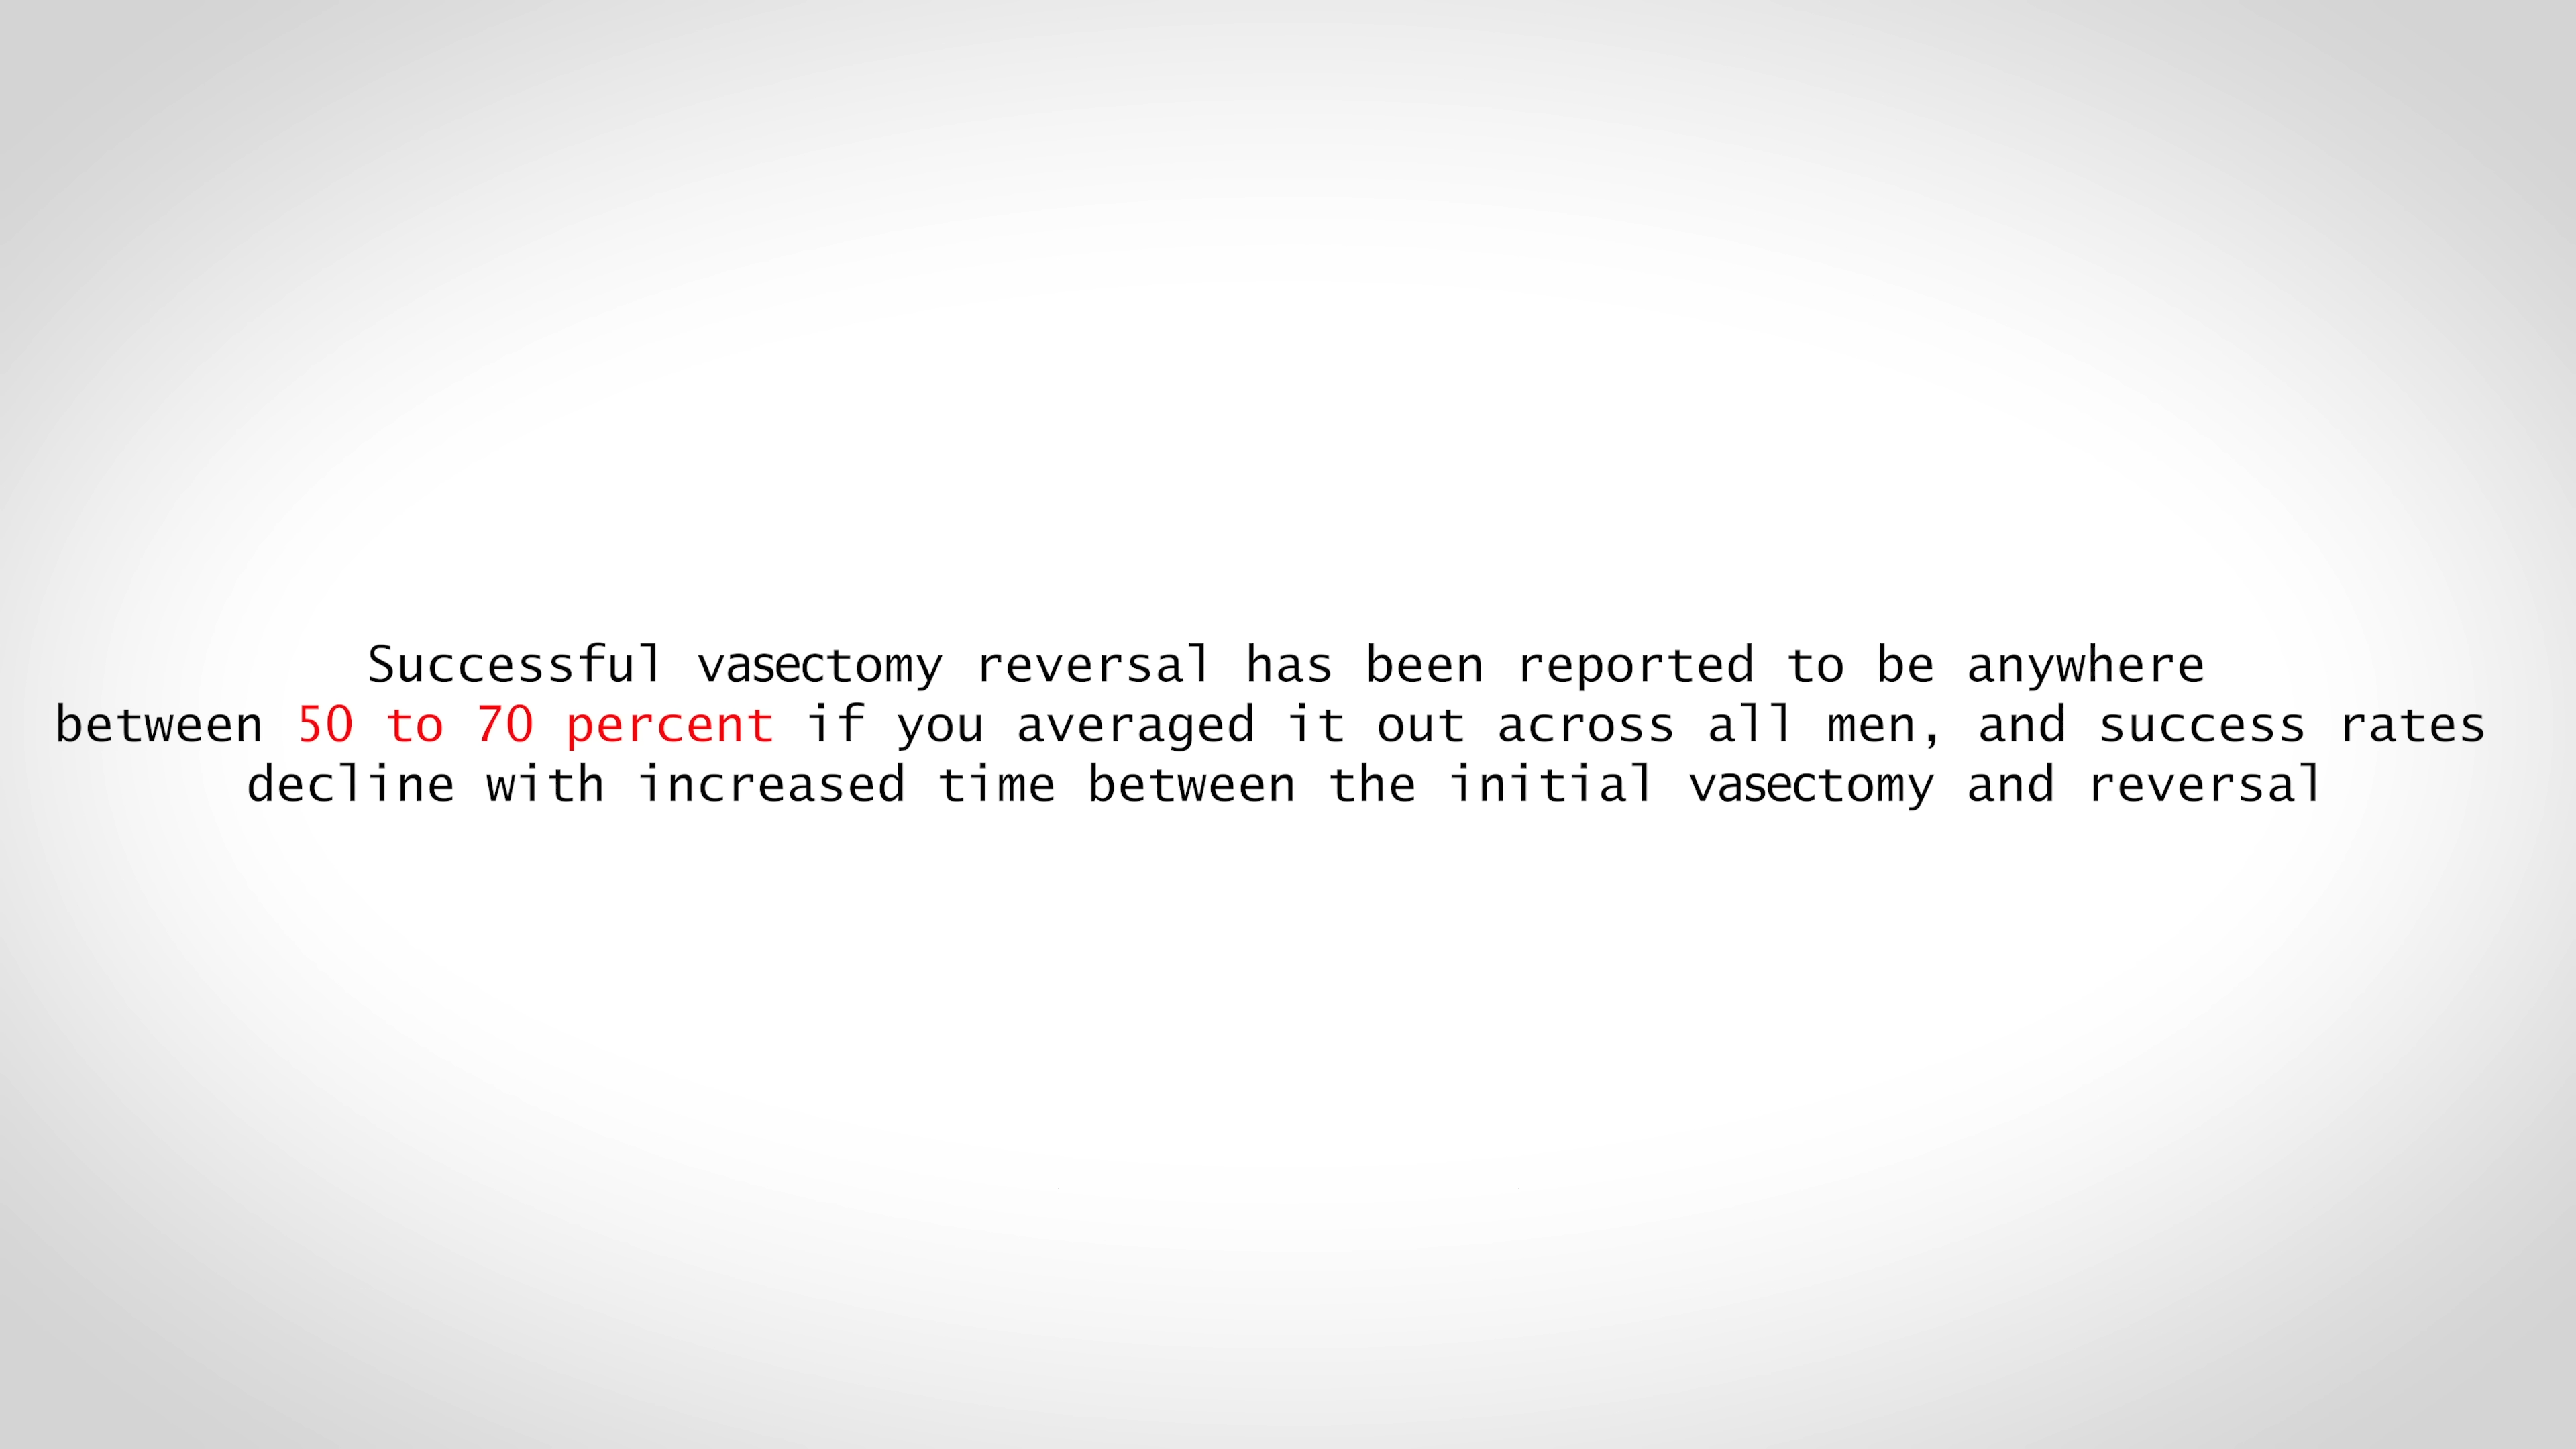 Successful vasectomy reversal has been reported to be anywhere
between 50 to 70 percent if you averaged it out across all men, and success rates
decline with increased time between the initial vasectomy and reversal